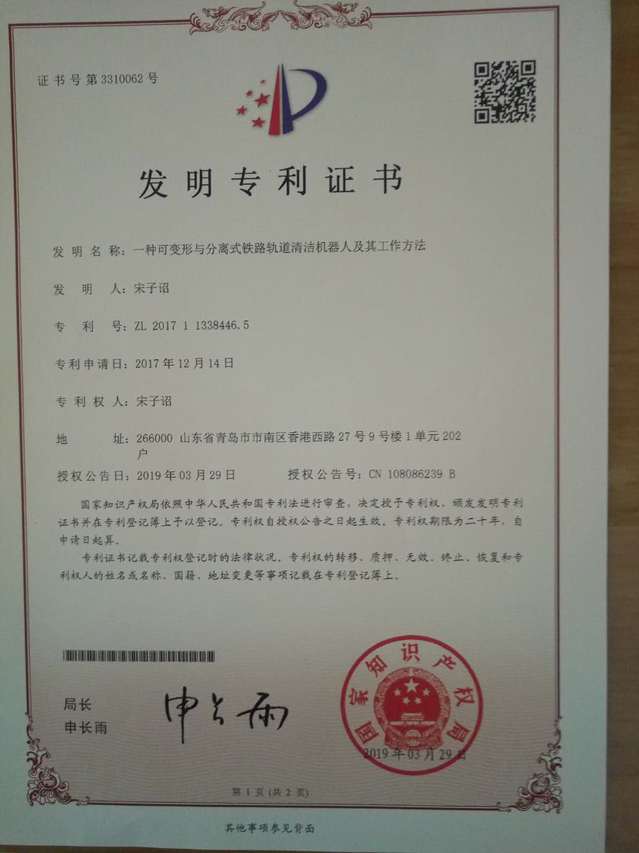 证书号第3310062号
发明专利证书
发明名称：一种可变形与分离式铁路轨道清洁机器人及其工作方法
发明人：宋子诏
专利号：ZL 2017 1 1338446.5
专利申请日：2017年12月14日
专利权人：宋子诏
地址：266000 山东省青岛市市南区香港西路27号9号楼1单元202
户
授权公告日：2019年03月29日 授权公告号：CN 108086239 B
国家知识产权局依照中华人民共和国专利法进行审查，决定授予专利权，颁发发明专利
证书并在专利登记簿上予以登记。专利权自授权公告之日起生效。专利权期限为二十年，自
申请日起算。
专利证书记载专利权登记时的法律状况。专利权的转移、质押、无效、终止、恢复和专
利权人的姓名或名称、国籍、地址变更等事项记载在专利登记簿上。
局长
申长雨
申长雨
国家知识产权局
2019年03月29日
第1页(共2页)
其他事项参见背面